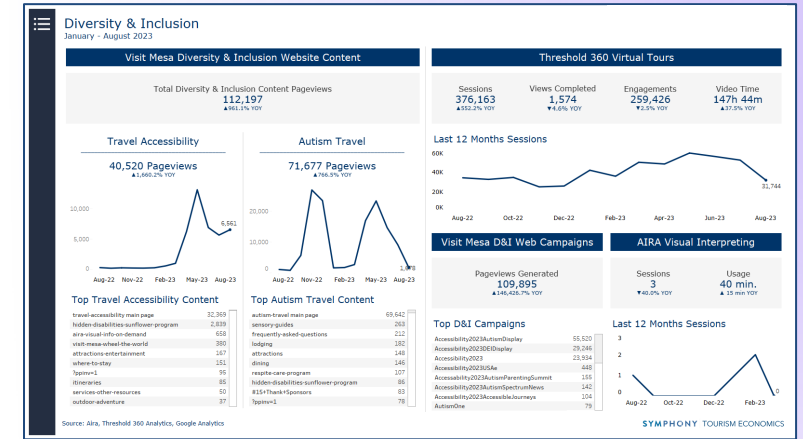 Diversity & Inclusion
January - August 2023
Visit Mesa Diversity & Inclusion Website Content
Total Diversity & Inclusion Content Pageviews
112,197
▲961.1% YOY
Travel Accessibility
40,520 Pageviews
▲1,660.2% YOY
10,000
5,000
0
6,561
Aug-22 Nov-22 Feb-23 May-23 Aug-23
Autism Travel
71,677 Pageviews
▲766.5% YOY
20,000
10,000
0
Aug-22 Nov-22 Feb-23 May-23 Aug-23
Top Travel Accessibility Content
travel-accessibility main page 32,369
hidden-disabilities-sunflower-program 2,839
aira-visual-info-on-demand 658
visit-mesa-wheel-the-world 380
attractions-entertainment 167
where-to-stay 151
?ppinv=1 95
itineraries 85
services-other-resources 50
outdoor-adventure 37
Top Autism Travel Content
autism-travel main page 69,642
sensory-guides 263
frequently-asked-questions 212
lodging 182
attractions 148
dining 146
respite-care-program 107
hidden-disabilities-sunflower-program 86
#15+Thank+Sponsors 83
?ppinv=1 78
Threshold 360 Virtual Tours
Sessions
376,163
▲552.2% YOY
Views Completed
1,574
▼4.6% YOY
Engagements
259,426
▼2.5% YOY
Video Time
147h 44m
▲37.5% YOY
Last 12 Months Sessions
60K
40K
20K
0K
31,744
Aug-22 Oct-22 Dec-22 Feb-23 Apr-23 Jun-23 Aug-23
Visit Mesa D&I Web Campaigns
Pageviews Generated
109,895
▲146,426.7% YOY
Top D&I Campaigns
Accessibility2023AutismDisplay 55,520
Accessibility2023DEIDisplay 29,246
Accessibility2023 23,934
Accessibility2023USAe 448
Accessability2023AutismParentingSummit 155
Accessibility2023AutismSpectrumNews 142
Accessibility2023AccessibleJourneys 104
AutismOne 79
AIRA Visual Interpreting
Sessions
3
▼40.0% YOY
Usage
40 min.
▲ 15 min YOY
Last 12 Months Sessions
3
2
1
0
0
Aug-22 Oct-22 Dec-22 Feb-23 Aug-23
Source: Aira, Threshold 360 Analytics, Google Analytics
SYMPHONY TOURISM ECONOMICS